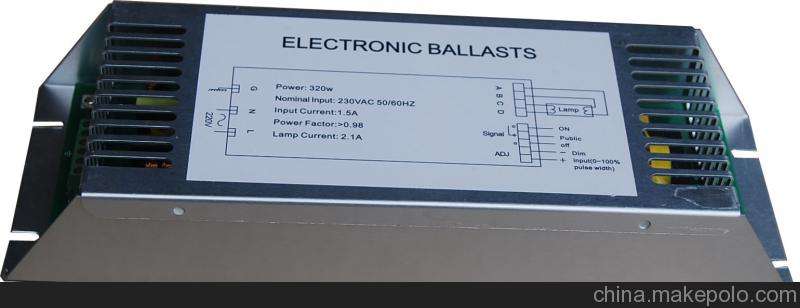 ELECTRONIC BALLASTS
G
N
L
220V
Power: 320w
Nominal Input: 230VAC 50/60HZ
Input Current:1.5A
Power Factor:>0.98
Lamp Current: 2.1A
A
B
C
D
Lamp
Signal
ADJ
ON
Public
off
− Dim
+ Input(0~100%
pulse width)
china.makepolo.com